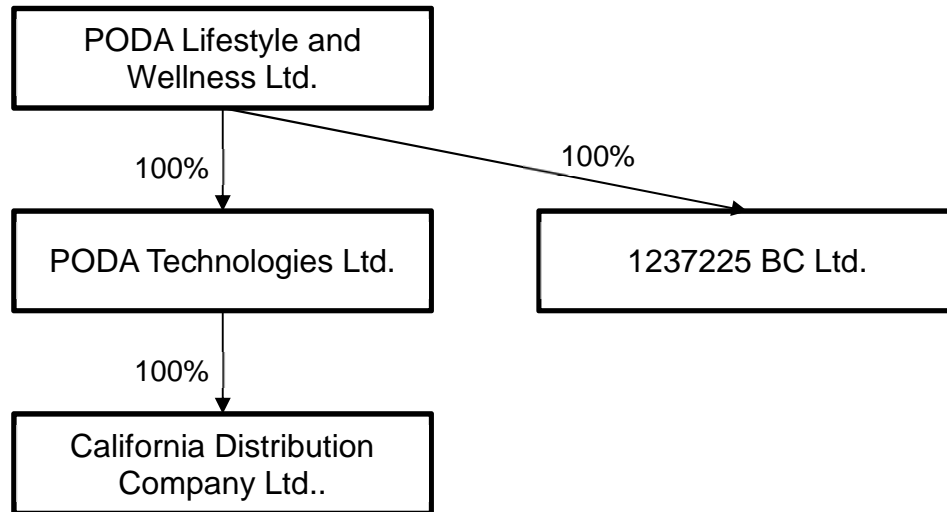 PODA Lifestyle and
Wellness Ltd.
100%
100%
PODA Technologies Ltd.
1237225 BC Ltd.
100%
California Distribution
Company Ltd..